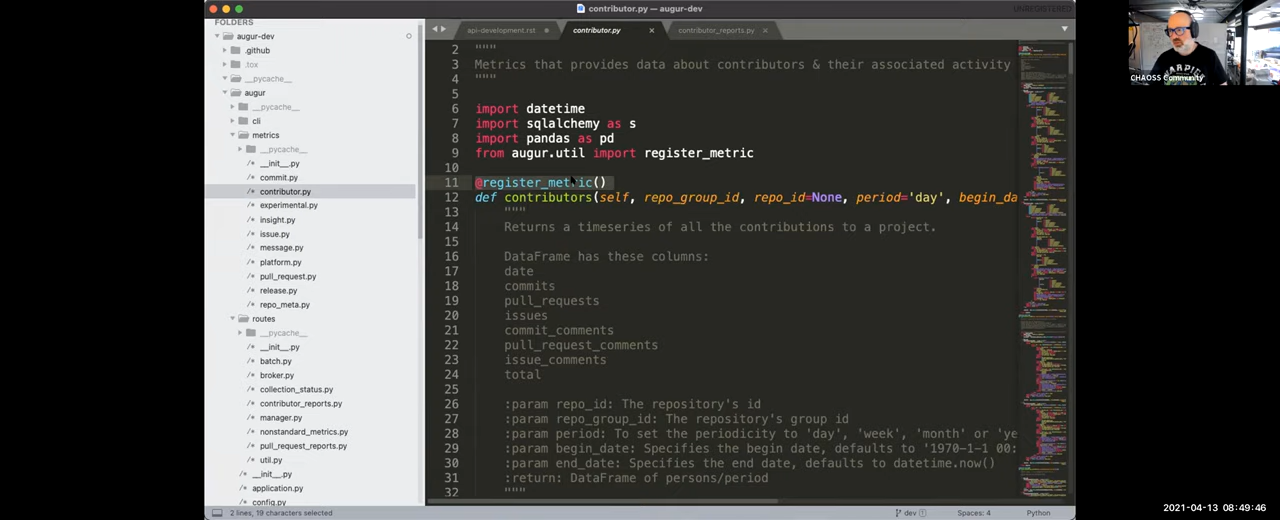 contributor.py — augur-dev
UNREGISTERED
FOLDERS
augur-dev
.github
.tox
__pycache__
augur
__pycache__
cli
metrics
__pycache__
/* __init__.py
/* commit.py
/* contributor.py
/* experimental.py
/* insight.py
/* issue.py
/* message.py
/* platform.py
/* pull_request.py
/* release.py
/* repo_meta.py
routes
__pycache__
/* __init__.py
/* batch.py
/* broker.py
/* collection_status.py
/* contributor_reports.py
/* manager.py
/* nonstandard_metrics.py
/* pull_request_reports.py
/* util.py
/* __init__.py
/* application.py
/* config.py
api-development.rst
contributor.py
contributor_reports.py
2 """"
3 Metrics that provides data about contributors & their associated activity
4 """"
5
6 import datetime
7 import sqlalchemy as s
8 import pandas as pd
9 from augur.util import register_metric
10
11 @register_metric()
12 def contributors(self, repo_group_id, repo_id=None, period='day', begin_da
13 """"
14 Returns a timeseries of all the contributions to a project.
15
16 DataFrame has these columns:
17 date
18 commits
19 pull_requests
20 issues
21 commit_comments
22 pull_request_comments
23 issue_comments
24 total
25
26 :param repo_id: The repository's id
27 :param repo_group_id: The repository's group id
28 :param period: To set the periodicity to 'day', 'week', 'month' or 'ye
29 :param begin_date: Specifies the begin date, defaults to '1970-1-1 00:
30 :param end_date: Specifies the end date, defaults to datetime.now()
31 :return: DataFrame of persons/period
32 """"
2 lines, 19 characters selected
dev 1
Spaces: 4
Python
CHAOSS Community
2021-04-13 08:49:46